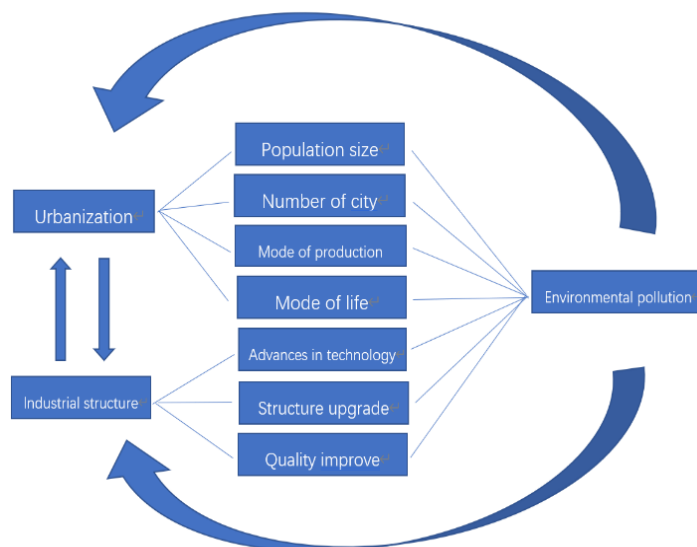 Population size
Number of city
Urbanization
Mode of production
Mode of life
Environmental pollution
Advances in technology
Industrial structure
Structure upgrade
Quality improve